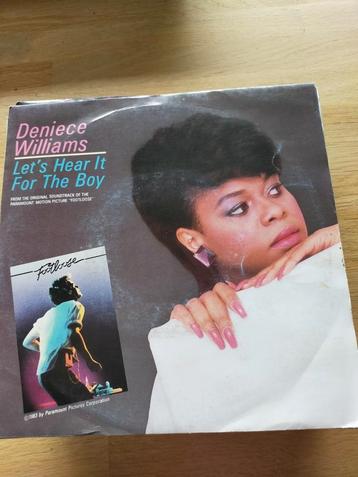 Deniece
Williams
Let's Hear It
For The Boy
FROM THE ORIGINAL SOUNDTRACK OF THE
PARAMOUNT MOTION PICTURE "FOOTLOOSE"
Footloose
©1983 by Paramount Pictures Corporation